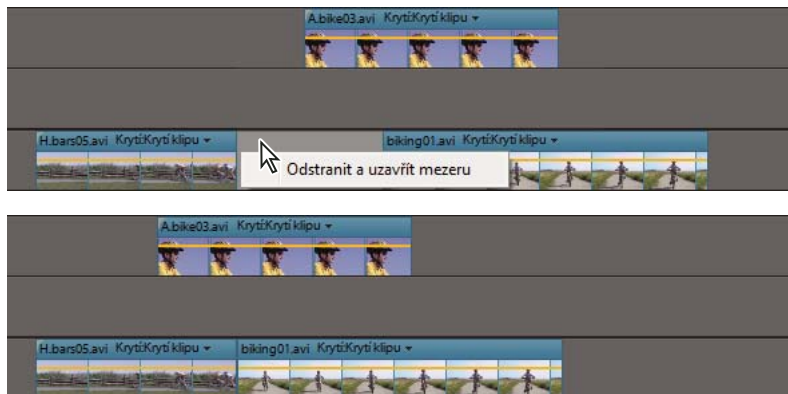 A.bike03.avi Krytí:Krytí klipu
H.bars05.avi Krytí:Krytí klipu
biking01.avi Krytí:Krytí klipu
Odstranit a uzavřít mezeru
A.bike03.avi Krytí:Krytí klipu
H.bars05.avi Krytí:Krytí klipu
biking01.avi Krytí:Krytí klipu